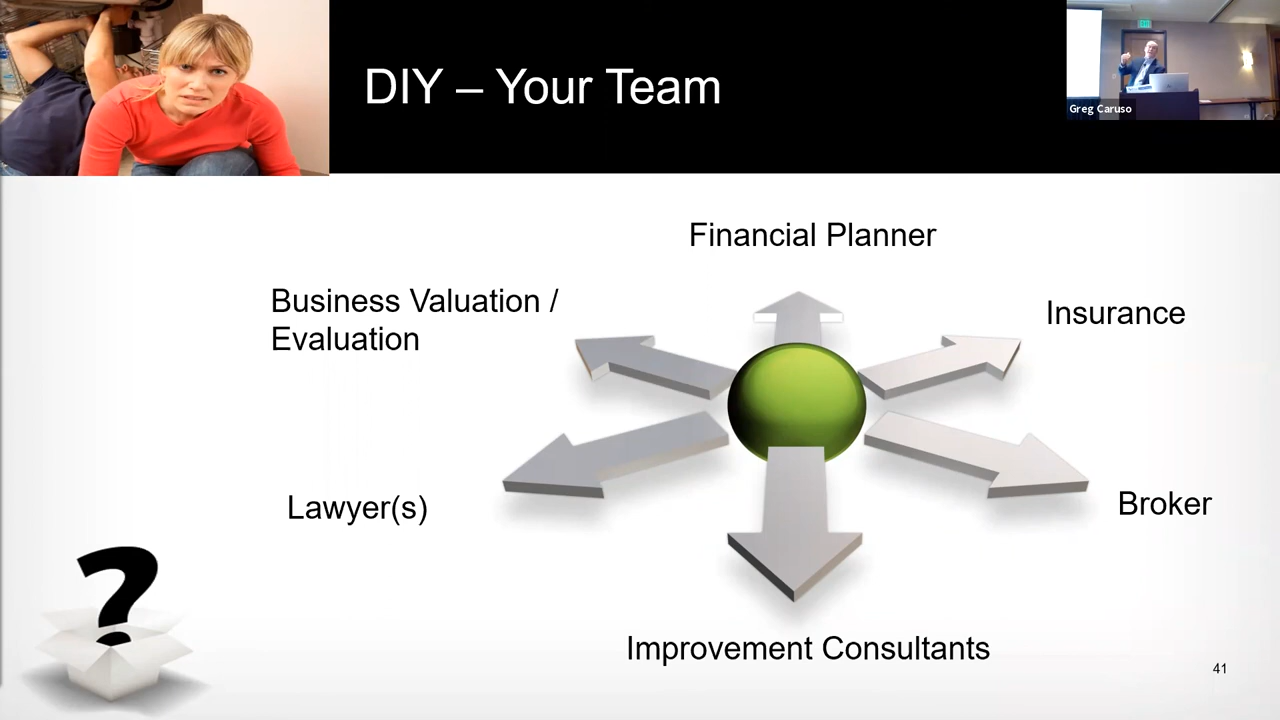 DIY – Your Team
Greg Caruso
Financial Planner
Business Valuation /
Evaluation
Insurance
Lawyer(s)
Broker
?
Improvement Consultants
41